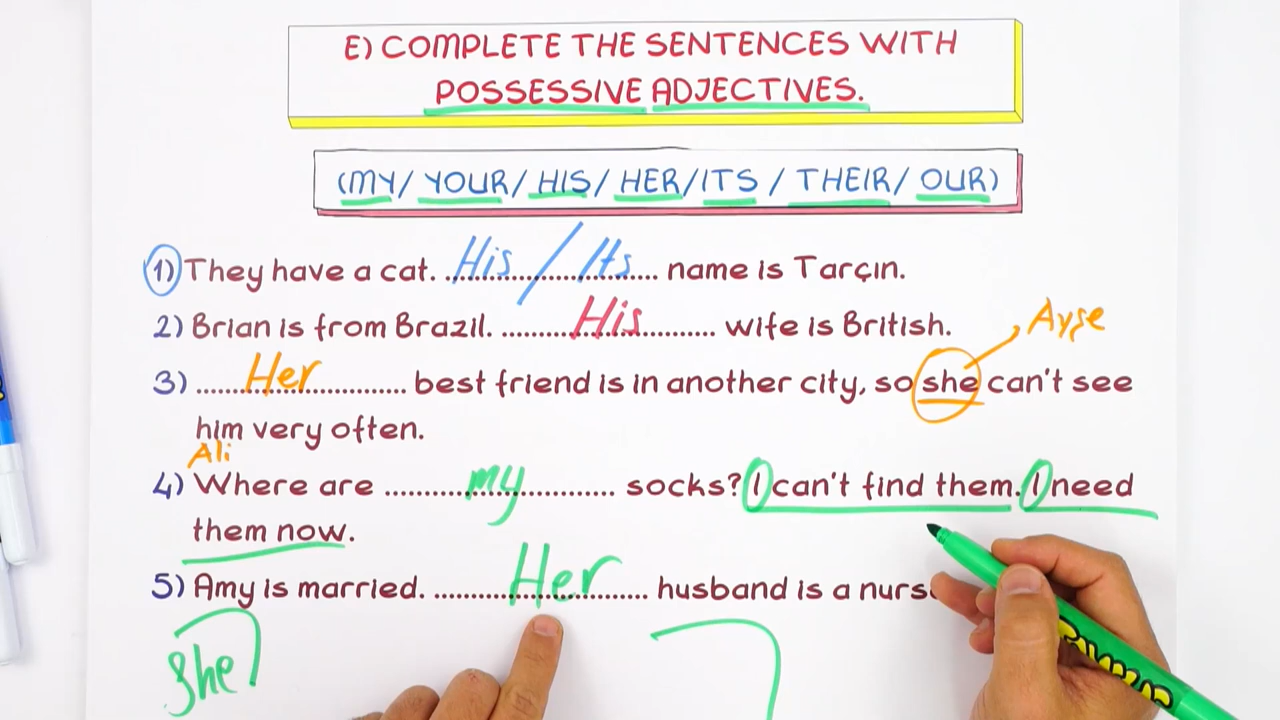 E) COMPLETE THE SENTENCES WITH
POSSESSIVE ADJECTIVES.
(MY/ YOUR/ HIS/ HER/ITS / THEIR/ OUR)
1) They have a cat. His / Its name is Tarçın.
2) Brian is from Brazil. His wife is British.
Ayşe
3) Her best friend is in another city, so she can't see
him very often.
Ali
4) Where are my socks? I can't find them. I need
them now.
5) Amy is married. Her husband is a nurs
She